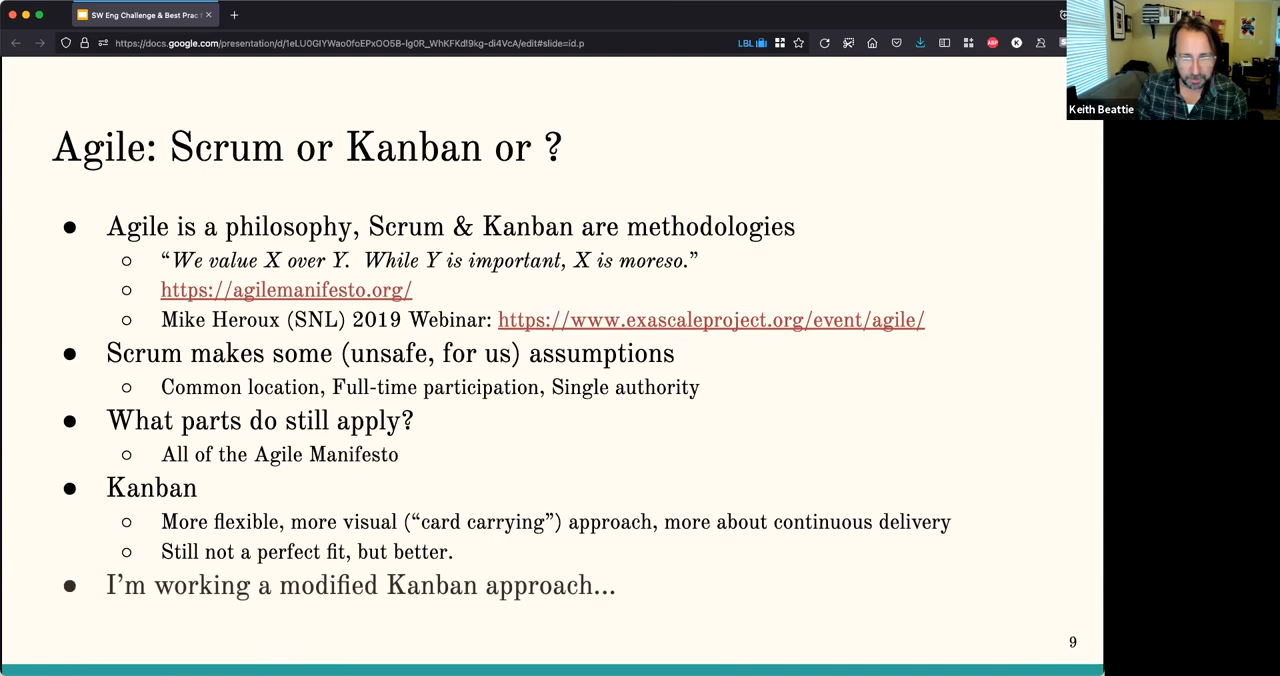 SW Eng Challenge & Best Prac
https://docs.google.com/presentation/d/1eLU0GIYWao0foEPxOO5B-Ig0R_WhKFKdl9kg-di4VcA/edit#slide=id.p
LBL
ABP
K
Keith Beattie
Agile: Scrum or Kanban or ?
● Agile is a philosophy, Scrum & Kanban are methodologies
○ “We value X over Y. While Y is important, X is moreso.”
○ https://agilemanifesto.org/
○ Mike Heroux (SNL) 2019 Webinar: https://www.exascaleproject.org/event/agile/
● Scrum makes some (unsafe, for us) assumptions
○ Common location, Full-time participation, Single authority
● What parts do still apply?
○ All of the Agile Manifesto
● Kanban
○ More flexible, more visual (“card carrying”) approach, more about continuous delivery
○ Still not a perfect fit, but better.
● I’m working a modified Kanban approach...
9